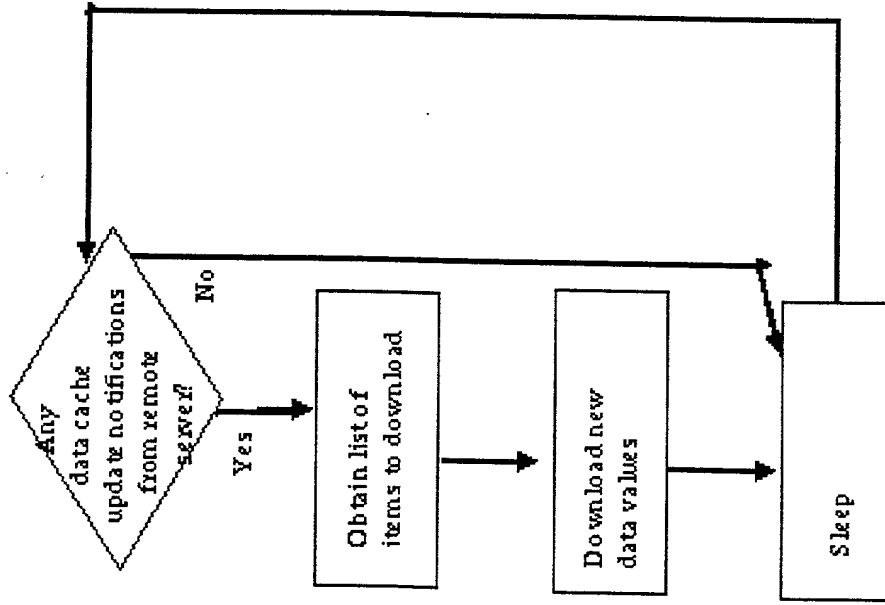 Any
data cache
update notifications
from remote
server?
No
Yes
Obtain list of
items to download
Download new
data values
Sleep